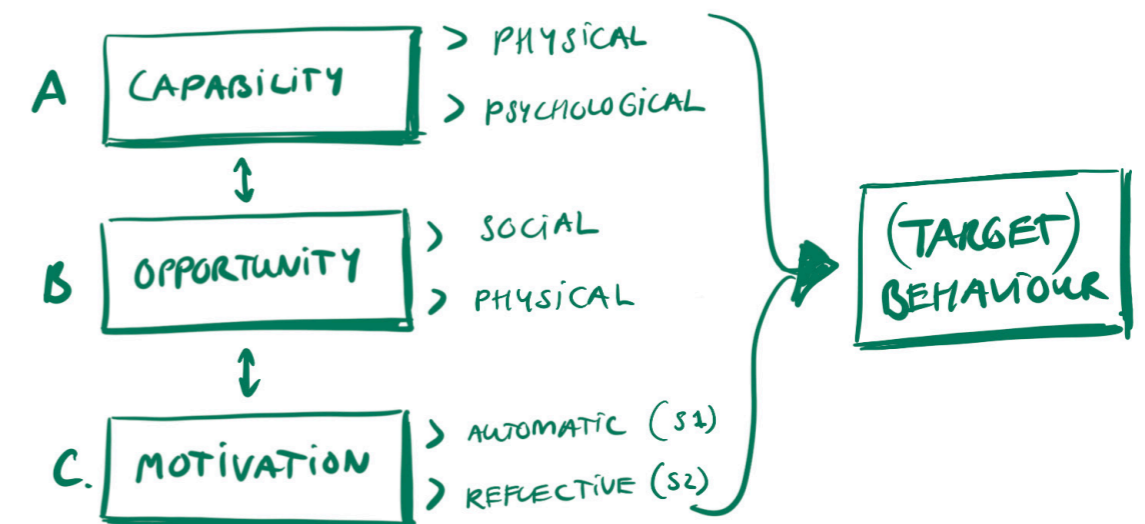 A
CAPABiLiTY
> PHYSiCAL
> PSYCHOLOGiCAL
B
OPPORTUNiTY
> SOCiAL
> PHYSiCAL
C.
MOTiVATiON
> AUTOMATiC (S1)
> REFLECTiVE (S2)
(TARGET)
BEHAViOUR